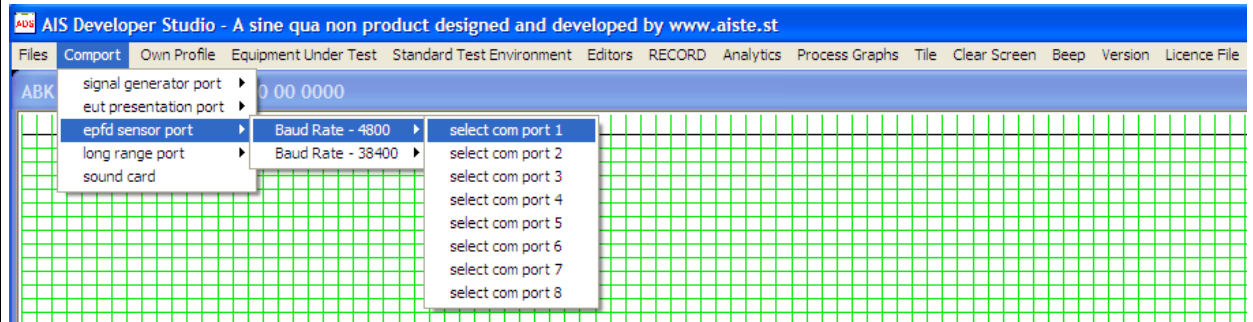 ADS AIS Developer Studio - A sine qua non product designed and developed by www.aiste.st
Files Comport Own Profile Equipment Under Test Standard Test Environment Editors RECORD Analytics Process Graphs Tile Clear Screen Beep Version Licence File
ABK 0 00 0000
signal generator port
eut presentation port
epfd sensor port
long range port
sound card
Baud Rate - 4800
Baud Rate - 38400
select com port 1
select com port 2
select com port 3
select com port 4
select com port 5
select com port 6
select com port 7
select com port 8